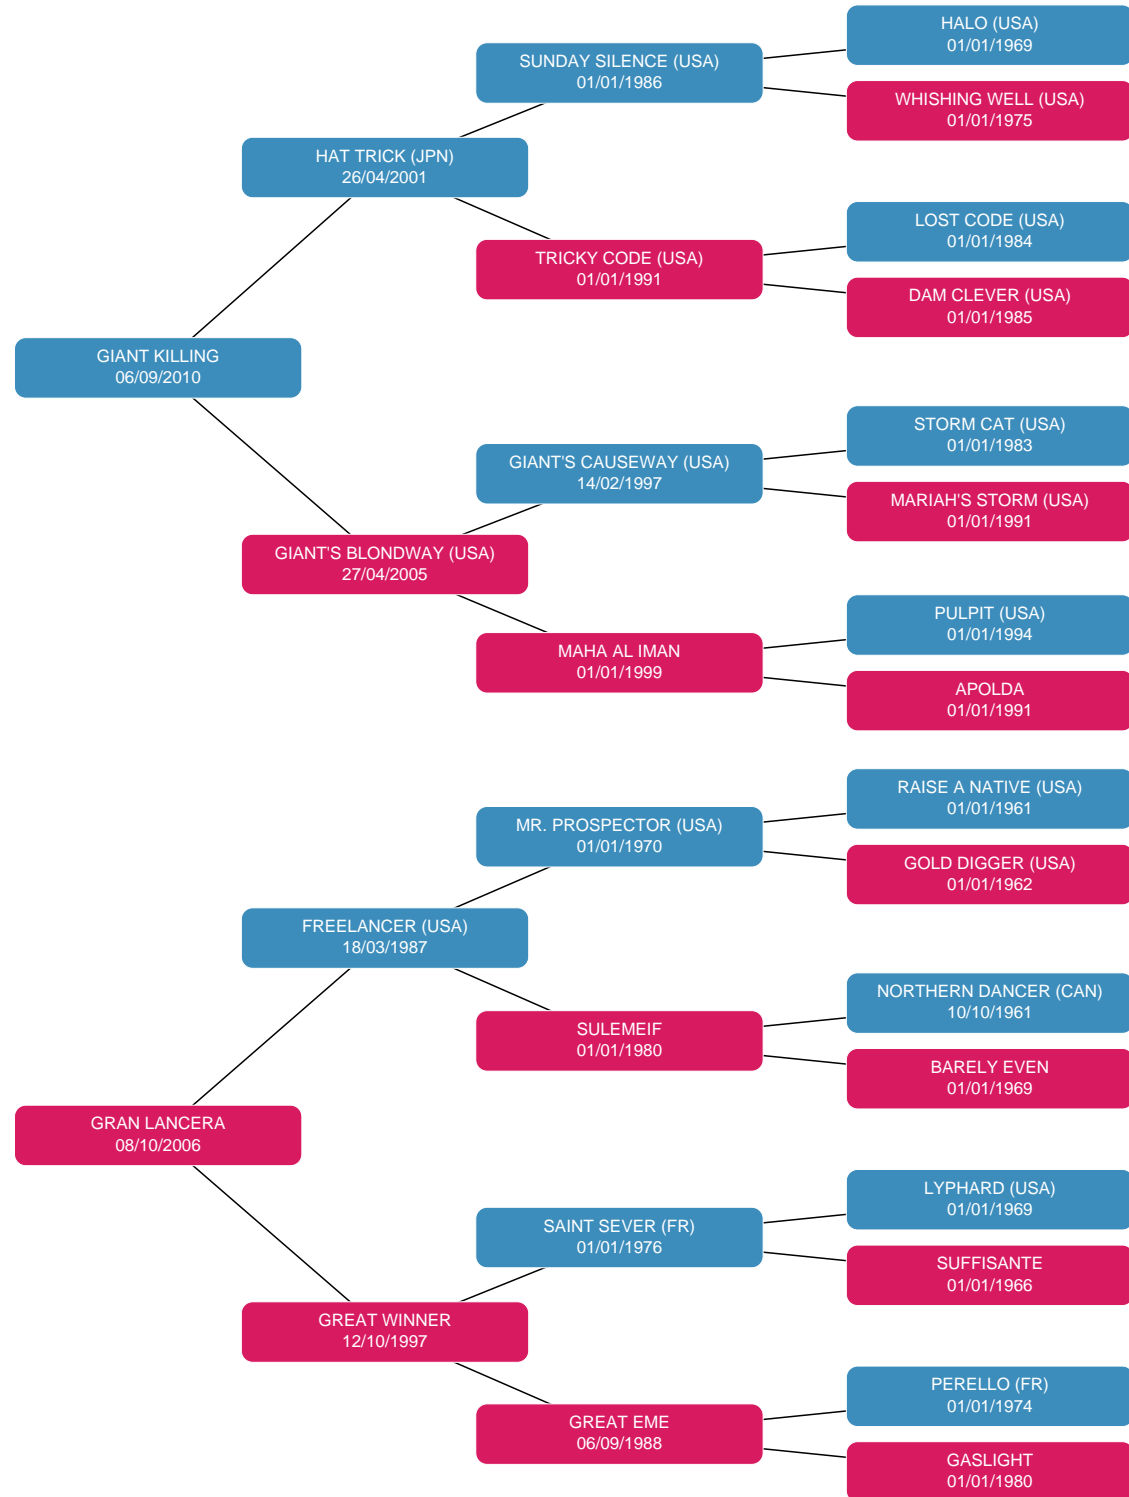 HALO (USA)
01/01/1969
SUNDAY SILENCE (USA)
01/01/1986
WHISHING WELL (USA)
01/01/1975
HAT TRICK (JPN)
26/04/2001
LOST CODE (USA)
01/01/1984
TRICKY CODE (USA)
01/01/1991
DAM CLEVER (USA)
01/01/1985
GIANT KILLING
06/09/2010
STORM CAT (USA)
01/01/1983
GIANT'S CAUSEWAY (USA)
14/02/1997
MARIAH'S STORM (USA)
01/01/1991
GIANT'S BLONDWAY (USA)
27/04/2005
PULPIT (USA)
01/01/1994
MAHA AL IMAN
01/01/1999
APOLDA
01/01/1991
RAISE A NATIVE (USA)
01/01/1961
MR. PROSPECTOR (USA)
01/01/1970
GOLD DIGGER (USA)
01/01/1962
FREELANCER (USA)
18/03/1987
NORTHERN DANCER (CAN)
10/10/1961
SULEMEIF
01/01/1980
BARELY EVEN
01/01/1969
GRAN LANCERA
08/10/2006
LYPHARD (USA)
01/01/1969
SAINT SEVER (FR)
01/01/1976
SUFFISANTE
01/01/1966
GREAT WINNER
12/10/1997
PERELLO (FR)
01/01/1974
GREAT EME
06/09/1988
GASLIGHT
01/01/1980